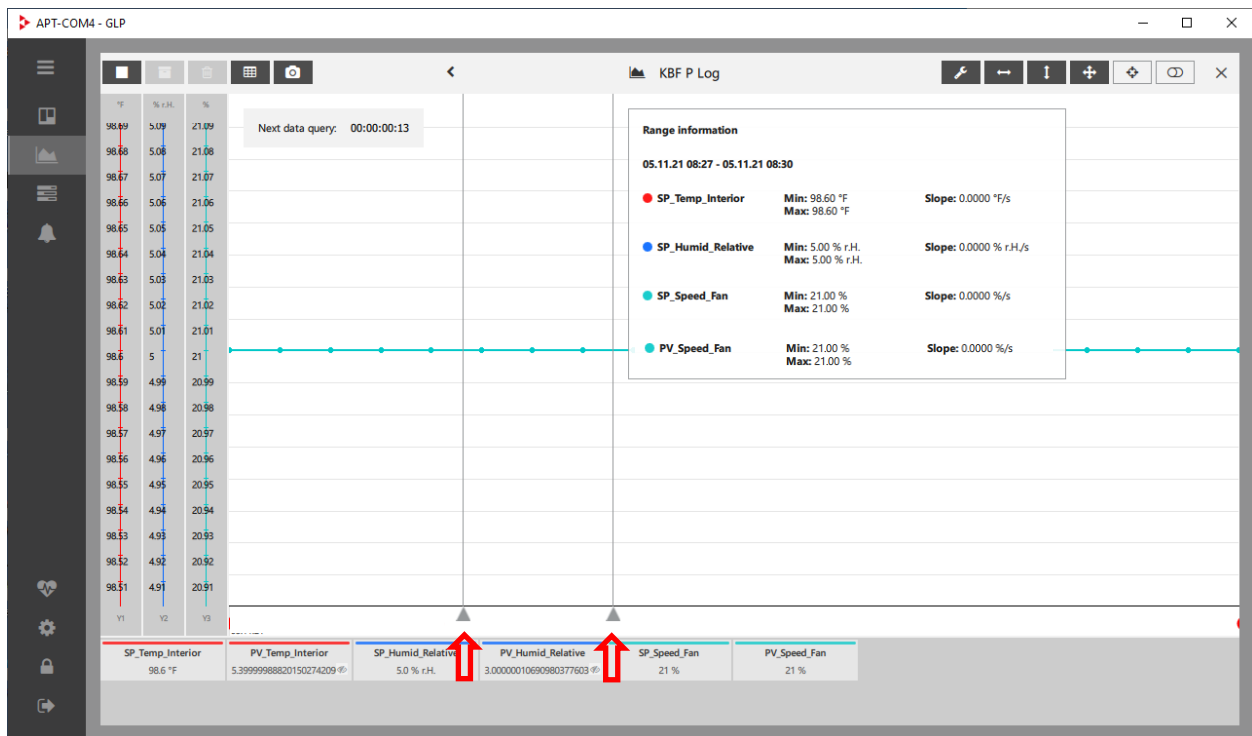 APT-COM4 - GLP
KBF P Log
°F % r.H. %
98.69 5.09 21.09
98.68 5.08 21.08
98.67 5.07 21.07
98.66 5.06 21.06
98.65 5.05 21.05
98.64 5.04 21.04
98.63 5.03 21.03
98.62 5.02 21.02
98.61 5.01 21.01
98.6 5 21
98.59 4.99 20.99
98.58 4.98 20.98
98.57 4.97 20.97
98.56 4.96 20.96
98.55 4.95 20.95
98.54 4.94 20.94
98.53 4.93 20.93
98.52 4.92 20.92
98.51 4.91 20.91
Y1 Y2 Y3
Next data query: 00:00:00:13
Range information
05.11.21 08:27 - 05.11.21 08:30
SP_Temp_Interior Min: 98.60 °F Slope: 0.0000 °F/s
Max: 98.60 °F
SP_Humid_Relative Min: 5.00 % r.H. Slope: 0.0000 % r.H./s
Max: 5.00 % r.H.
SP_Speed_Fan Min: 21.00 % Slope: 0.0000 %/s
Max: 21.00 %
PV_Speed_Fan Min: 21.00 % Slope: 0.0000 %/s
Max: 21.00 %
SP_Temp_Interior PV_Temp_Interior SP_Humid_Relative PV_Humid_Relative SP_Speed_Fan PV_Speed_Fan
98.6 °F 5.39999988820150274209 5.0 % r.H. 3.00000010690980377603 21 % 21 %